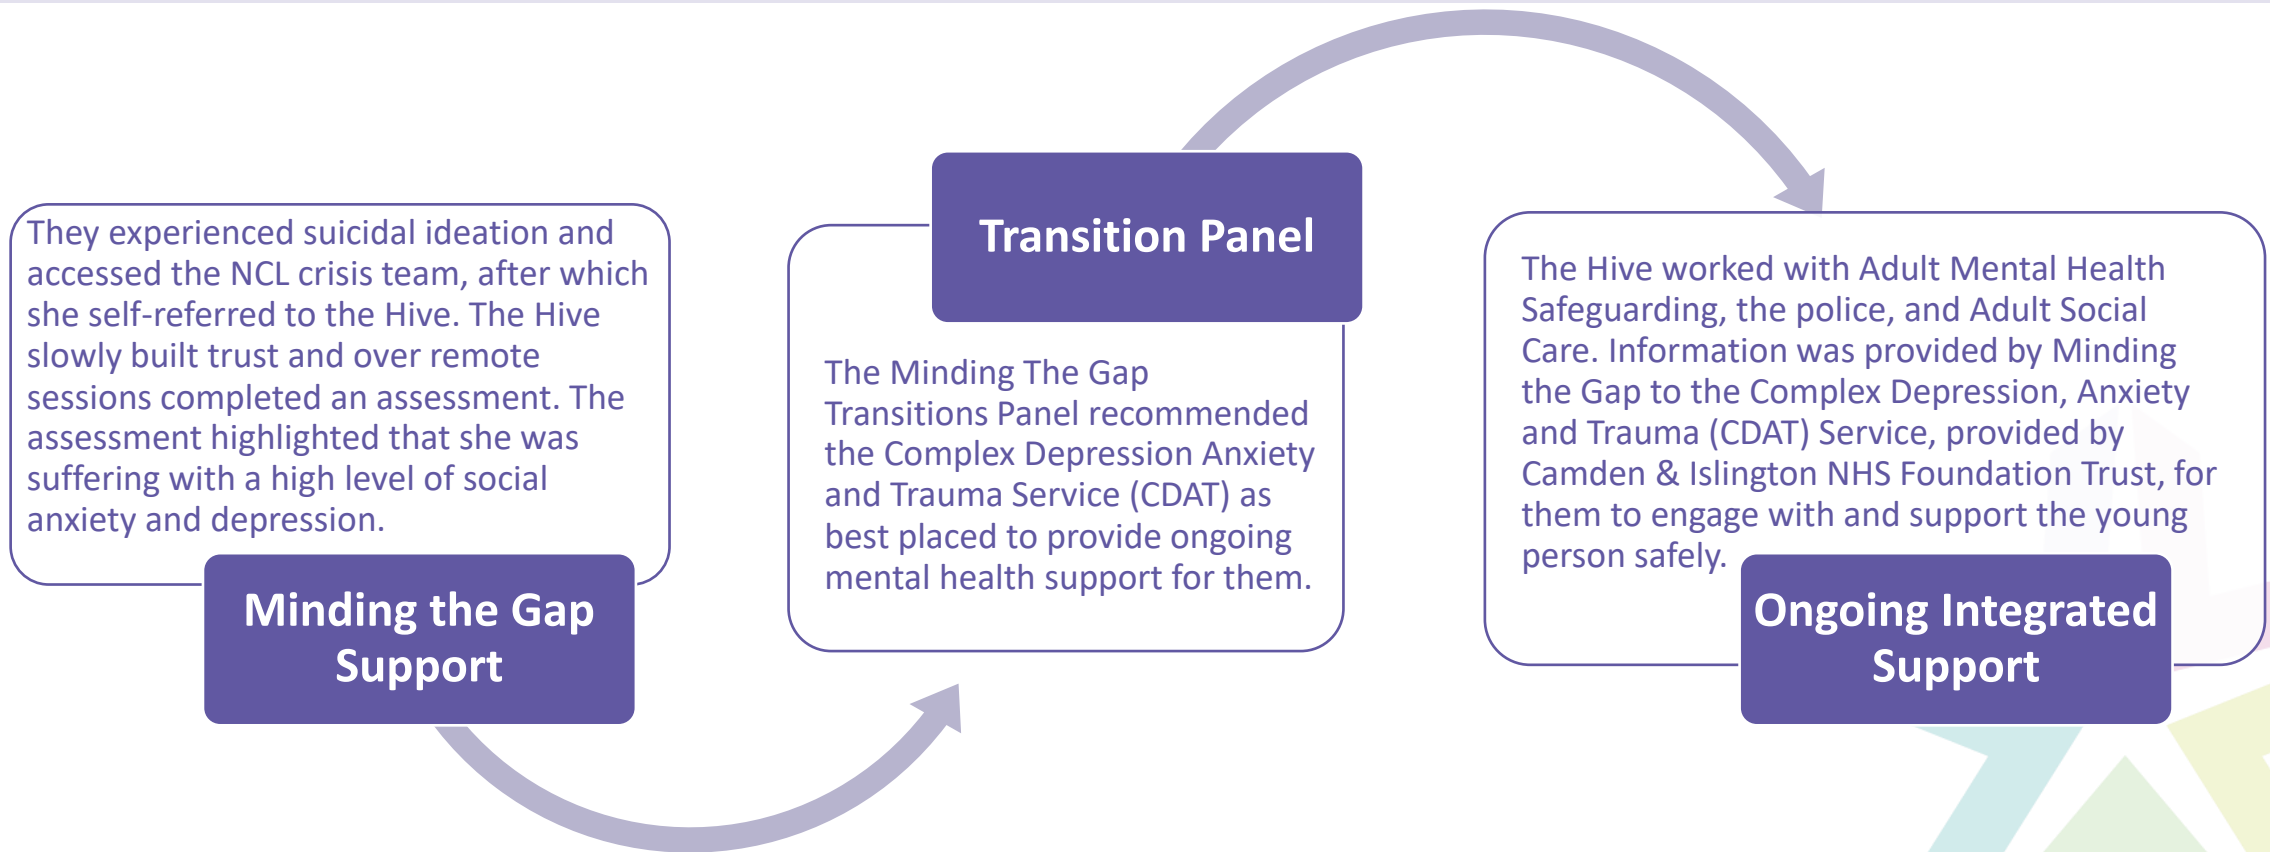 They experienced suicidal ideation and
accessed the NCL crisis team, after which
she self-referred to the Hive. The Hive
slowly built trust and over remote
sessions completed an assessment. The
assessment highlighted that she was
suffering with a high level of social
anxiety and depression.
Minding the Gap
Support
Transition Panel
The Minding The Gap
Transitions Panel recommended
the Complex Depression Anxiety
and Trauma Service (CDAT) as
best placed to provide ongoing
mental health support for them.
The Hive worked with Adult Mental Health
Safeguarding, the police, and Adult Social
Care. Information was provided by Minding
the Gap to the Complex Depression, Anxiety
and Trauma (CDAT) Service, provided by
Camden & Islington NHS Foundation Trust, for
them to engage with and support the young
person safely.
Ongoing Integrated
Support